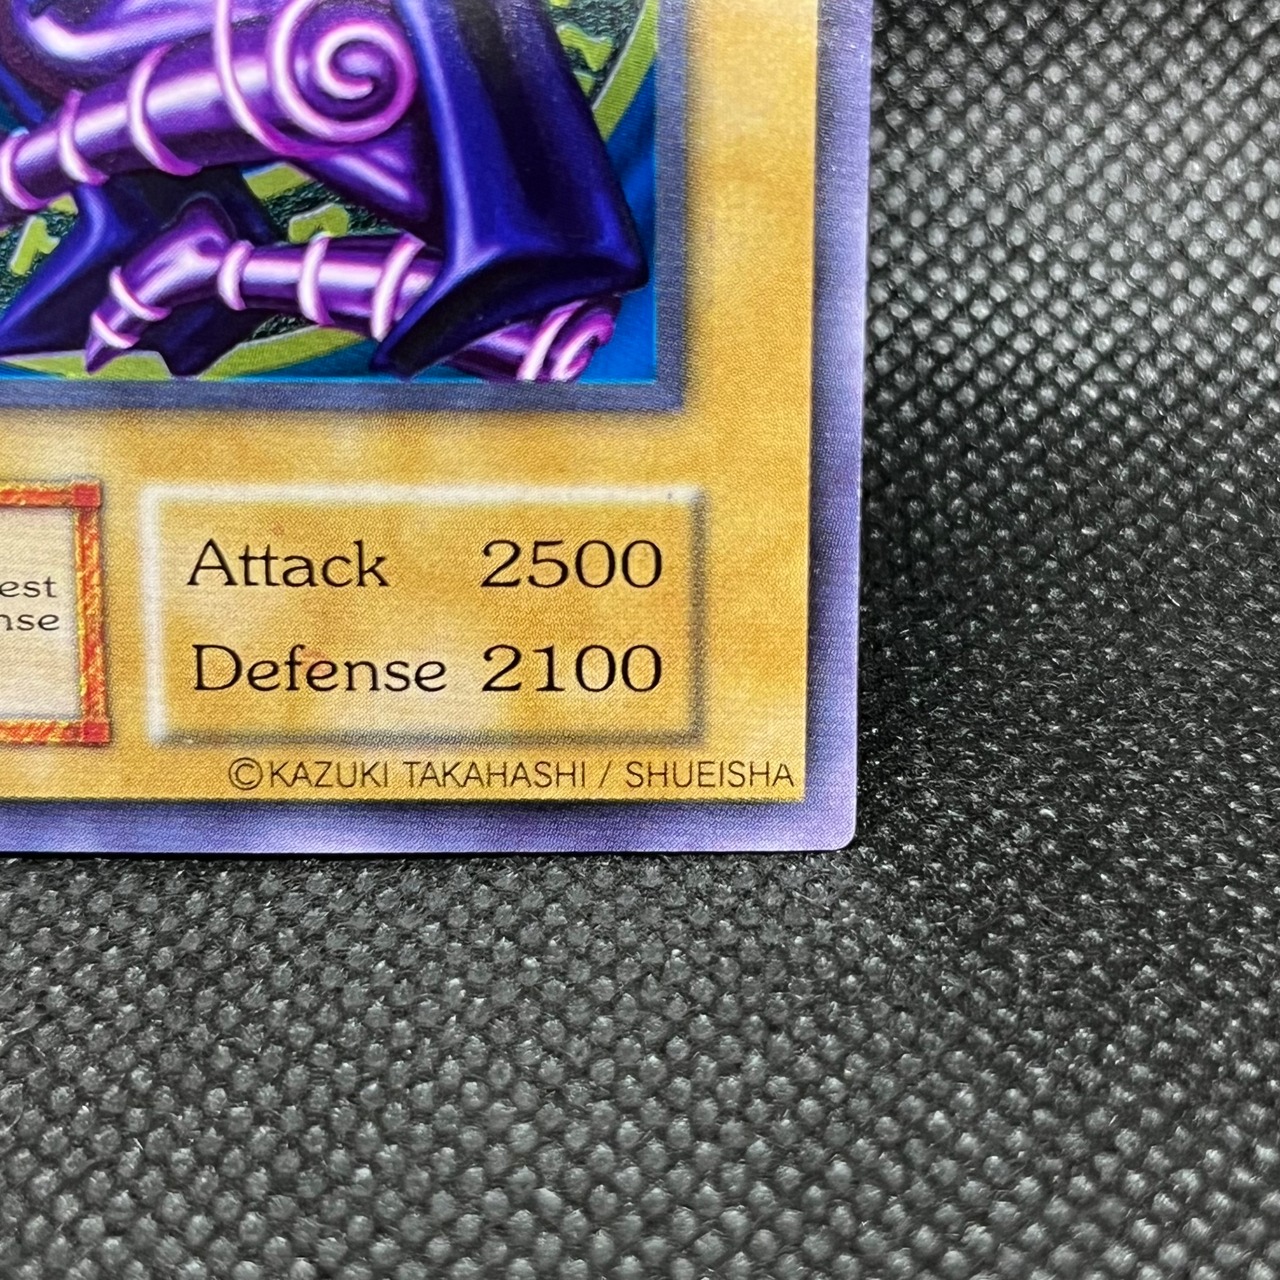 est
nse
Attack 2500
Defense 2100
©KAZUKI TAKAHASHI / SHUEISHA